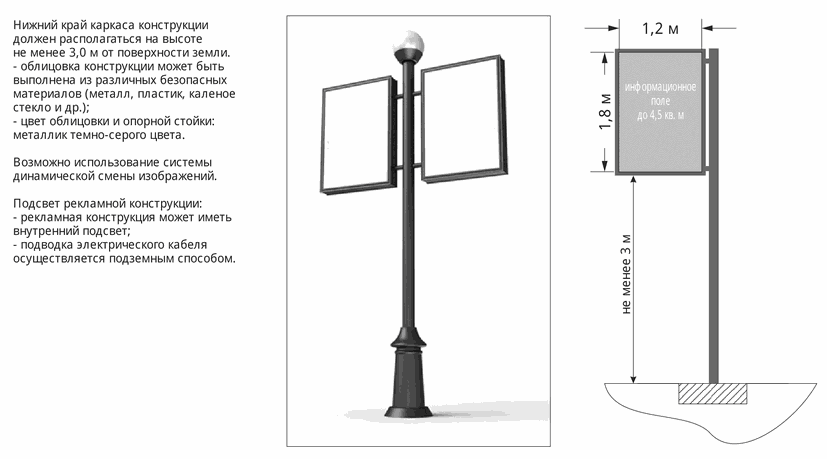 Нижний край каркаса конструкции
должен располагаться на высоте
не менее 3,0 м от поверхности земли.
- облицовка конструкции может быть
выполнена из различных безопасных
материалов (металл, пластик, каленое
стекло и др.);
- цвет облицовки и опорной стойки:
металлик темно-серого цвета.
Возможно использование системы
динамической смены изображений.
Подсвет рекламной конструкции:
- рекламная конструкция может иметь
внутренний подсвет;
- подводка электрического кабеля
осуществляется подземным способом.
1,2 м
информационное
поле
до 4,5 кв. м
1,8 м
не менее 3 м